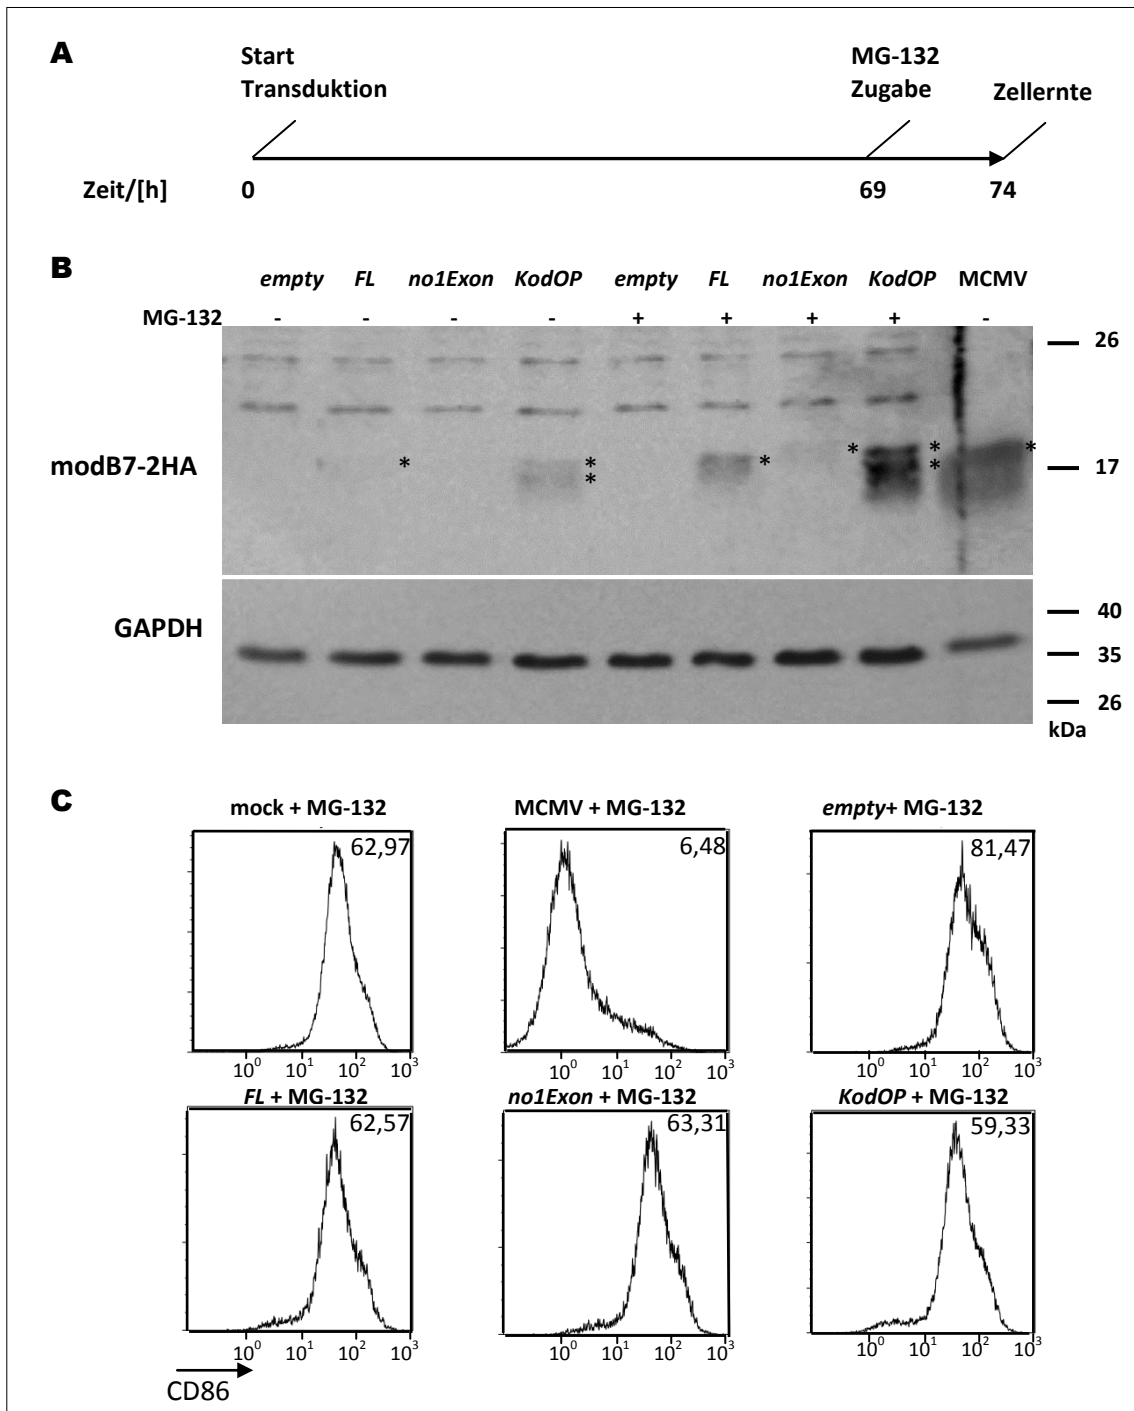 A
Start
Transduktion
MG-132
Zugabe
Zellernte
Zeit/[h]
0
69
74
B
empty FL no1Exon KodOP empty FL no1Exon KodOP MCMV
MG-132 - - - - + + + + -
26
modB7-2HA
* * * * * * * *
17
GAPDH
40
35
26
kDa
C
mock + MG-132
62,97
10⁰ 10¹ 10² 10³
MCMV + MG-132
6,48
10⁰ 10¹ 10² 10³
empty+ MG-132
81,47
10⁰ 10¹ 10² 10³
FL + MG-132
62,57
10⁰ 10¹ 10² 10³
no1Exon + MG-132
63,31
10⁰ 10¹ 10² 10³
KodOP + MG-132
59,33
10⁰ 10¹ 10² 10³
CD86